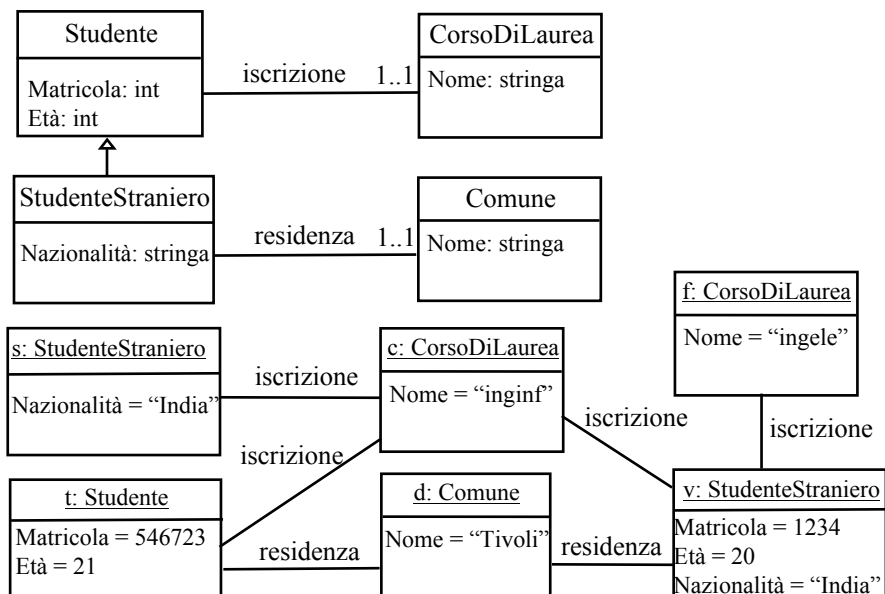 Studente
Matricola: int
Età: int
iscrizione
1..1
CorsoDiLaurea
Nome: stringa
StudenteStraniero
Nazionalità: stringa
residenza
1..1
Comune
Nome: stringa
f: CorsoDiLaurea
Nome = “ingele”
s: StudenteStraniero
Nazionalità = “India”
iscrizione
c: CorsoDiLaurea
Nome = “inginf”
iscrizione
iscrizione
iscrizione
t: Studente
Matricola = 546723
Età = 21
residenza
d: Comune
Nome = “Tivoli”
residenza
v: StudenteStraniero
Matricola = 1234
Età = 20
Nazionalità = “India”